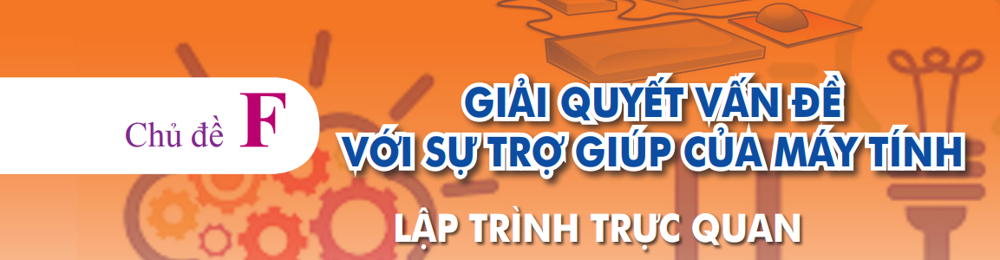 Chủ đề F
GIẢI QUYẾT VẤN ĐỀ
VỚI SỰ TRỢ GIÚP CỦA MÁY TÍNH
LẬP TRÌNH TRỰC QUAN